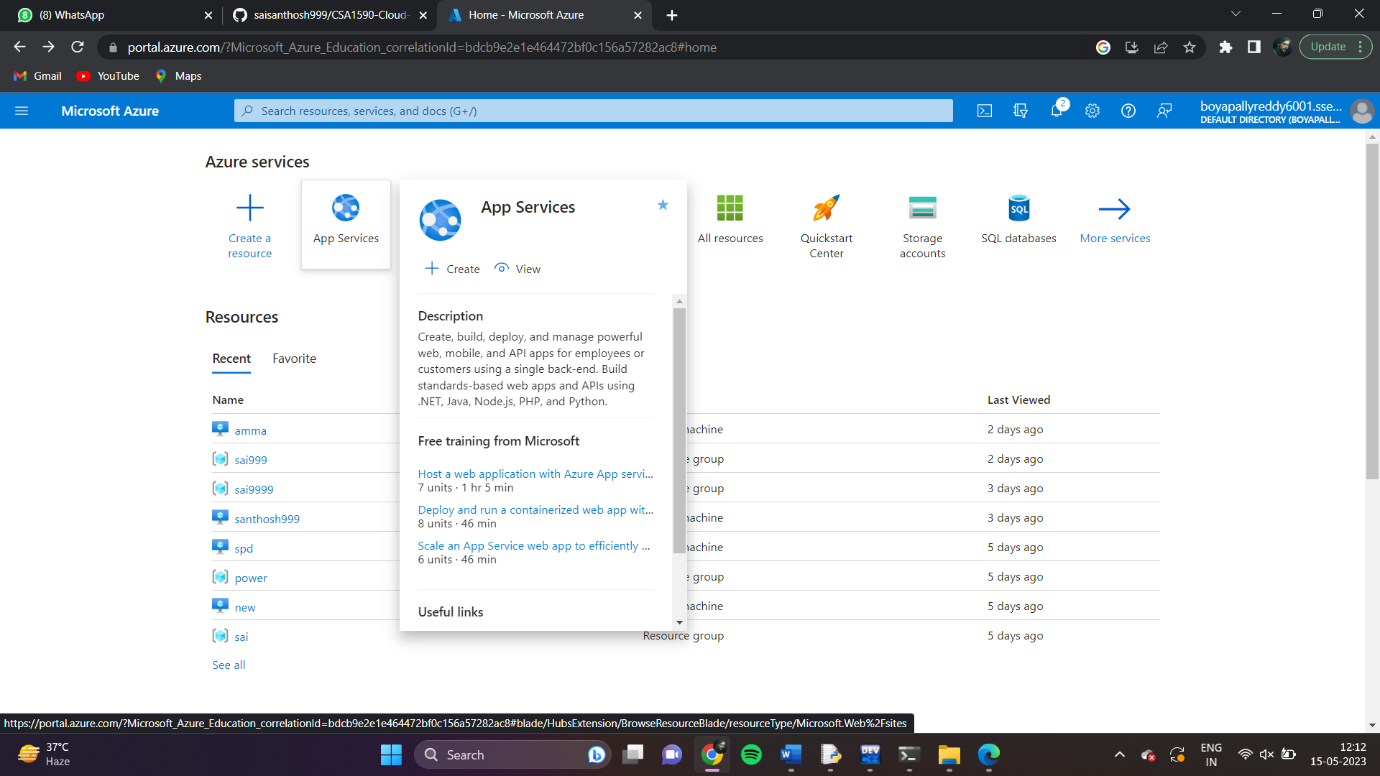 (8) WhatsApp
saisanthosh999/CSA1590-Cloud-
Home - Microsoft Azure
portal.azure.com/?Microsoft_Azure_Education_correlationId=bdcb9e2e1e464472bf0c156a57282ac8#home
Update
Gmail
YouTube
Maps
Microsoft Azure
Search resources, services, and docs (G+/)
2
boyapallyreddy6001.sse...
DEFAULT DIRECTORY (BOYAPALL...
Azure services
Create a
resource
App Services
App Services
Create
View
All resources
Quickstart
Center
Storage
accounts
SQL
SQL databases
More services
Description
Create, build, deploy, and manage powerful
web, mobile, and API apps for employees or
customers using a single back-end. Build
standards-based web apps and APIs using
.NET, Java, Node.js, PHP, and Python.
Free training from Microsoft
Host a web application with Azure App servi...
7 units · 1 hr 5 min
Deploy and run a containerized web app wit...
8 units · 46 min
Scale an App Service web app to efficiently ...
6 units · 46 min
Useful links
Resources
Recent
Favorite
Name
Last Viewed
amma
achine
2 days ago
sai999
e group
2 days ago
sai9999
e group
3 days ago
santhosh999
achine
3 days ago
spd
achine
5 days ago
power
e group
5 days ago
new
achine
5 days ago
sai
Resource group
5 days ago
See all
https://portal.azure.com/?Microsoft_Azure_Education_correlationId=bdcb9e2e1e464472bf0c156a57282ac8#blade/HubsExtension/BrowseResourceBlade/resourceType/Microsoft.Web%2Fsites
37°C
Haze
Search
DEV
ENG
IN
12:12
15-05-2023